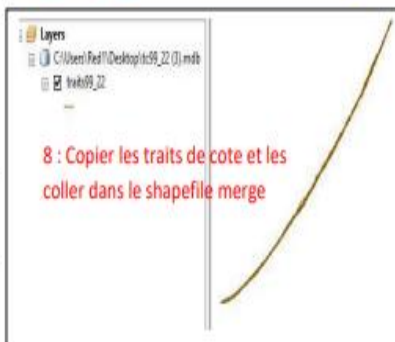 Layers
C:\Users\Red1\Desktop\tc99_22 (3).mdb
traits99_22
8 : Copier les traits de cote et les
coller dans le shapefile merge